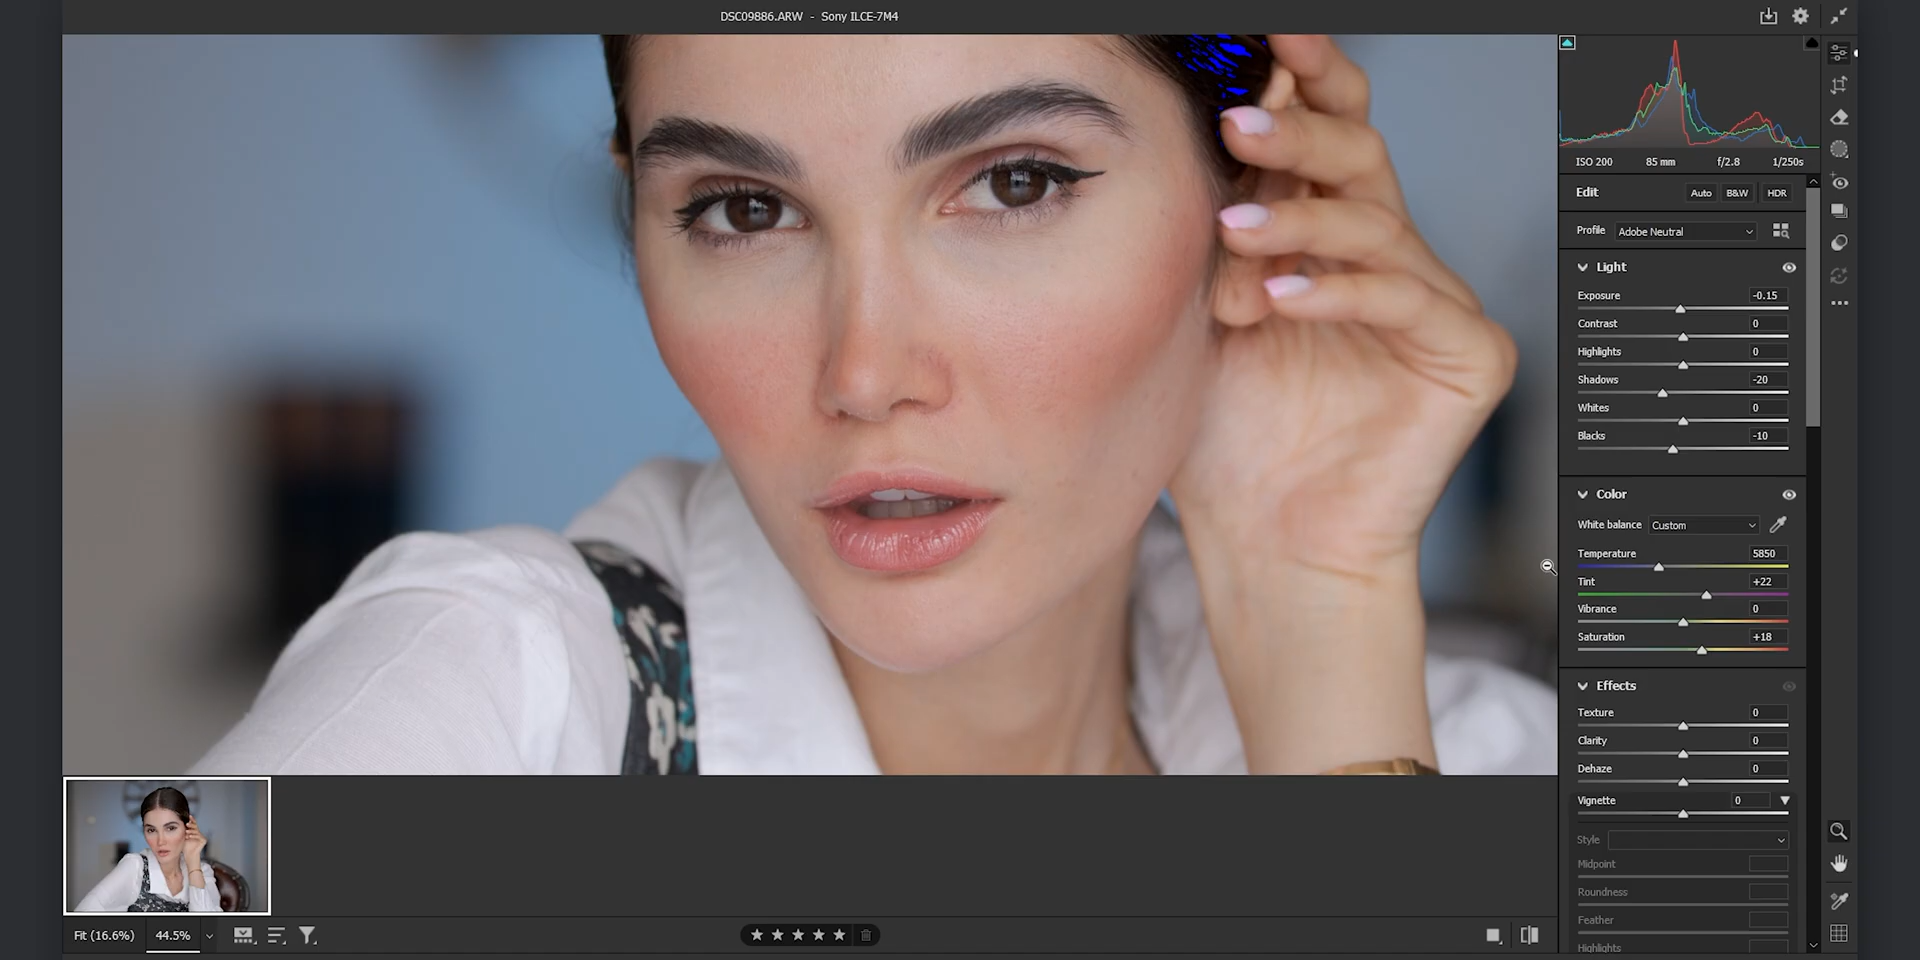 DSC09886.ARW - Sony ILCE-7M4
ISO 200 85 mm f/2.8 1/250s
Edit Auto B&W HDR
Profile Adobe Neutral
Light
Exposure -0.15
Contrast 0
Highlights 0
Shadows -20
Whites 0
Blacks -10
Color
White balance Custom
Temperature 5850
Tint +22
Vibrance 0
Saturation +18
Effects
Texture 0
Clarity 0
Dehaze 0
Vignette 0
Style
Midpoint
Roundness
Feather
Highlights
Fit (16.6%) 44.5%